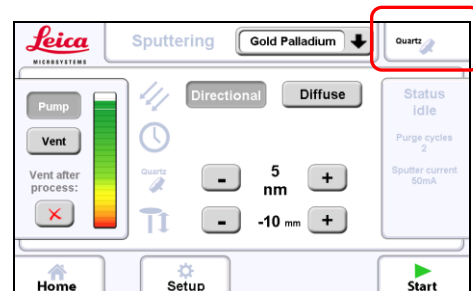 Leica
MICROSYSTEMS
Sputtering
Gold Palladium
Quartz
Pump
Vent
Vent after
process:
Directional
Diffuse
Quartz
-
5
nm
+
-
-10 mm
+
Status
idle
Purge cycles
2
Sputter current
50mA
Home
Setup
Start